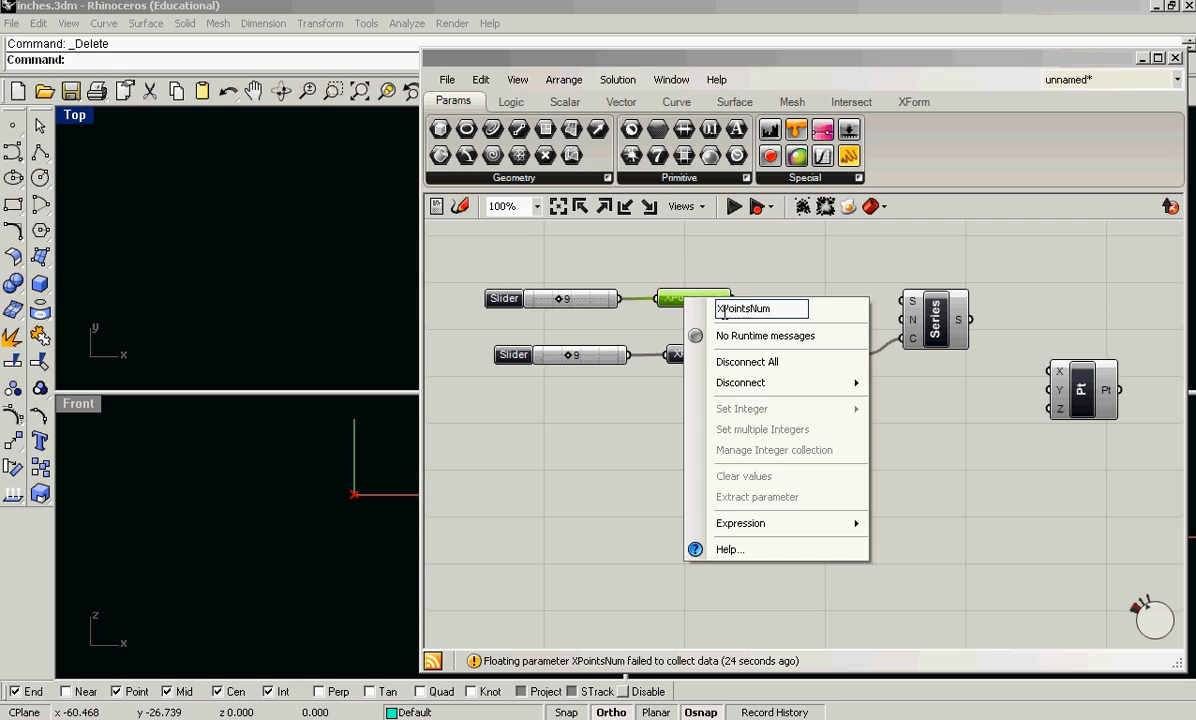 inches.3dm - Rhinoceros (Educational)
File Edit View Curve Surface Solid Mesh Dimension Transform Tools Analyze Render Help
Command: _Delete
Command:
Top
Front
y
x
z
x
File Edit View Arrange Solution Window Help
unnamed*
Params Logic Scalar Vector Curve Surface Mesh Intersect XForm
Geometry
Primitive
Special
100%
Views
Slider 9
Slider 9
XPointsNum
No Runtime messages
Disconnect All
Disconnect
Set Integer
Set multiple Integers
Manage Integer collection
Clear values
Extract parameter
Expression
Help...
S
N
C
Series
S
X
Y
Z
Pt
Pt
Floating parameter XPointsNum failed to collect data (24 seconds ago)
End Near Point Mid Cen Int Perp Tan Quad Knot Project STrack Disable
CPlane x -60.468 y -26.739 z 0.000 0.000 Default Snap Ortho Planar Osnap Record History